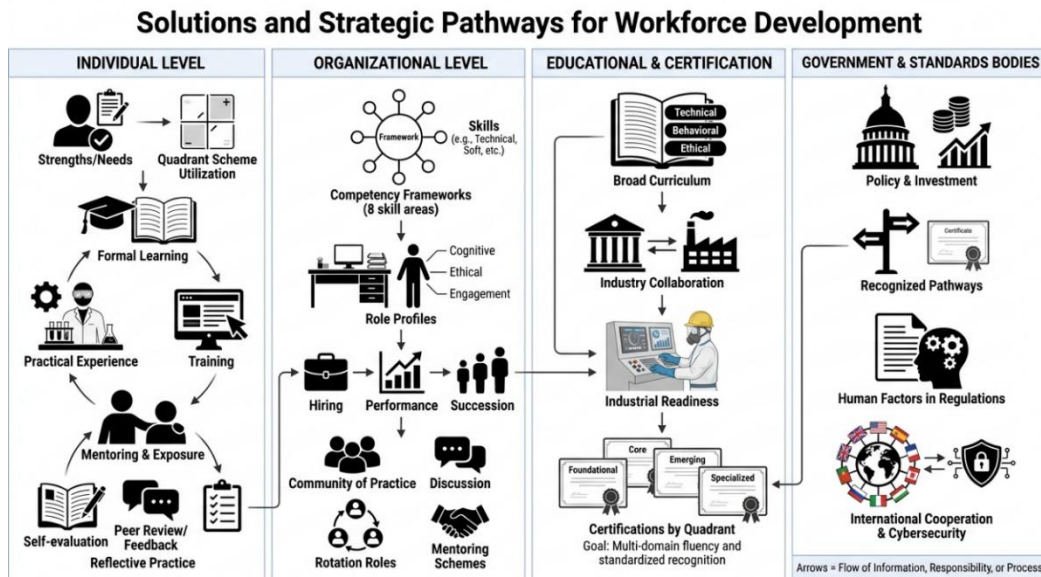 Solutions and Strategic Pathways for Workforce Development
INDIVIDUAL LEVEL
Strengths/Needs
Quadrant Scheme
Utilization
Formal Learning
Practical Experience
Training
Mentoring & Exposure
Self-evaluation
Peer Review/
Feedback
Reflective Practice
ORGANIZATIONAL LEVEL
Framework
Skills
(e.g., Technical,
Soft, etc.)
Competency Frameworks
(8 skill areas)
Cognitive
Ethical
Engagement
Role Profiles
Hiring
Performance
Succession
Community of Practice
Discussion
Rotation Roles
Mentoring
Schemes
EDUCATIONAL & CERTIFICATION
Technical
Behavioral
Ethical
Broad Curriculum
Industry Collaboration
Industrial Readiness
Foundational
Core
Emerging
Specialized
Certifications by Quadrant
Goal: Multi-domain fluency and
standardized recognition
GOVERNMENT & STANDARDS BODIES
Policy & Investment
Certificate
Recognized Pathways
Human Factors in Regulations
International Cooperation
& Cybersecurity
Arrows = Flow of Information, Responsibility, or Process